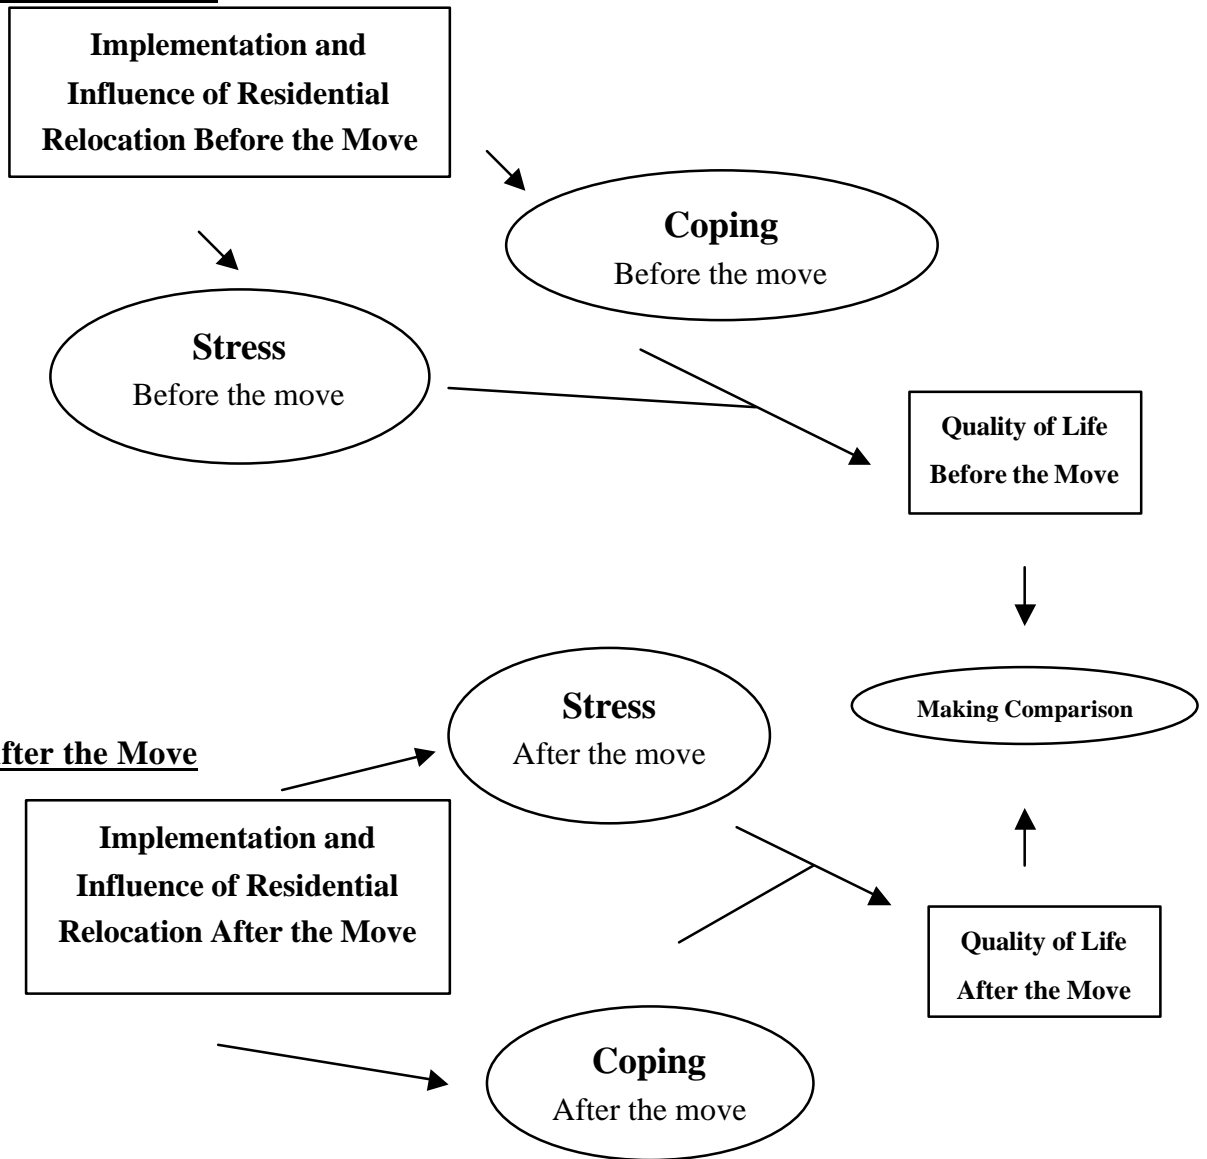 Implementation and
Influence of Residential
Relocation Before the Move
Coping
Before the move
Stress
Before the move
Quality of Life
Before the Move
Stress
After the move
Making Comparison
fter the Move
Implementation and
Influence of Residential
Relocation After the Move
Quality of Life
After the Move
Coping
After the move